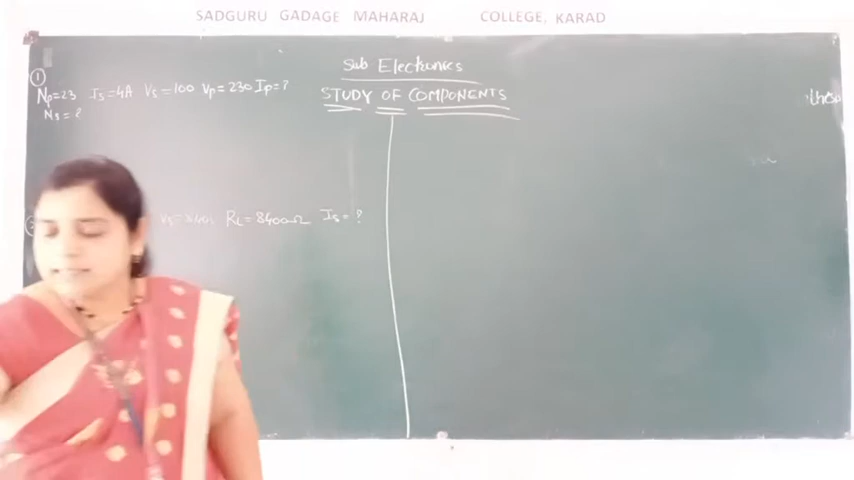 SADGURU GADAGE MAHARAJ COLLEGE, KARAD
Sub Electronics
STUDY OF COMPONENTS
①
Np=23 Is=4A Vs=100 Vp=230 Ip=?
Ns=?
RL=8400Ω Is=?